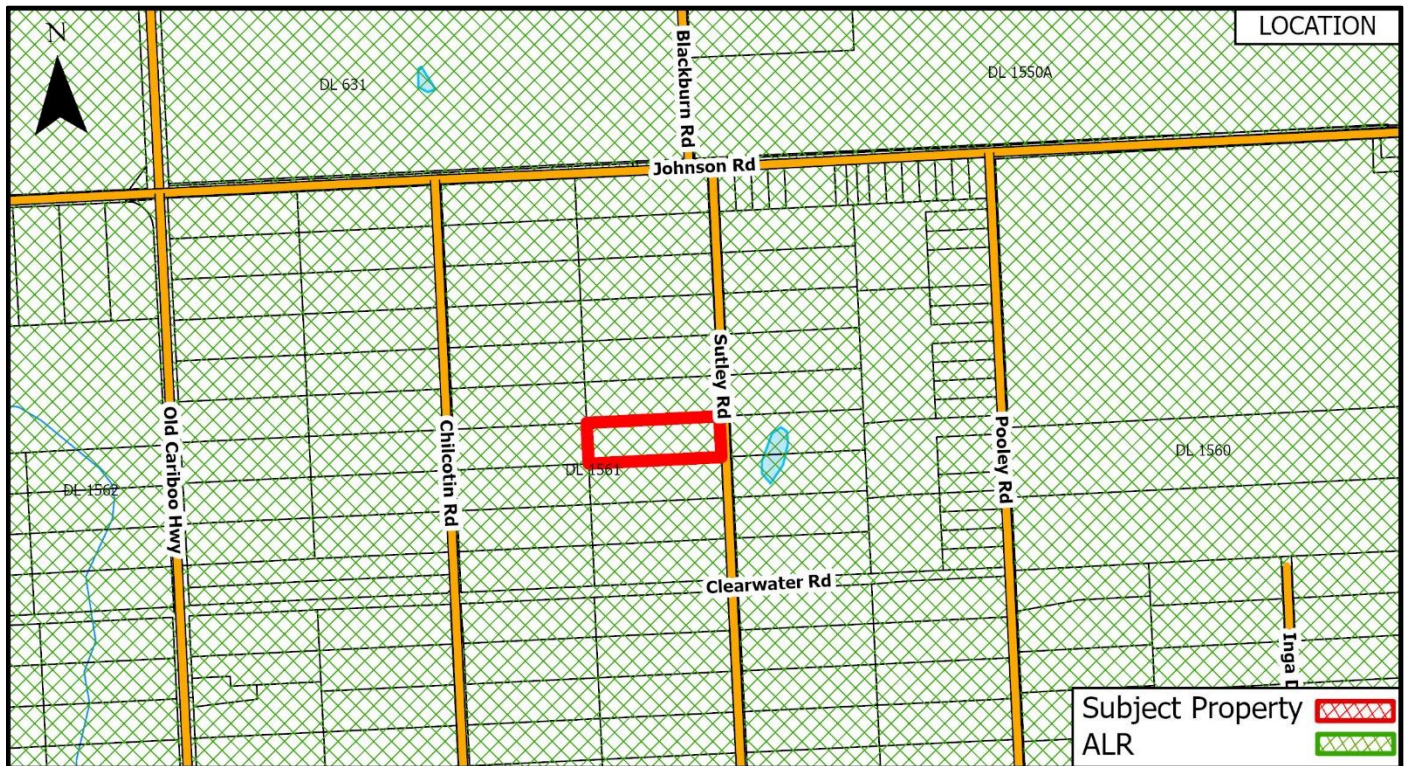 LOCATION
N
DL 631
Blackburn Rd
DL 1550A
Johnson Rd
Sutley Rd
Old Cariboo Hwy
Chilcotin Rd
Pooley Rd
DL 1561
DL 1562
DL 1560
Clearwater Rd
Inga
Subject Property
ALR